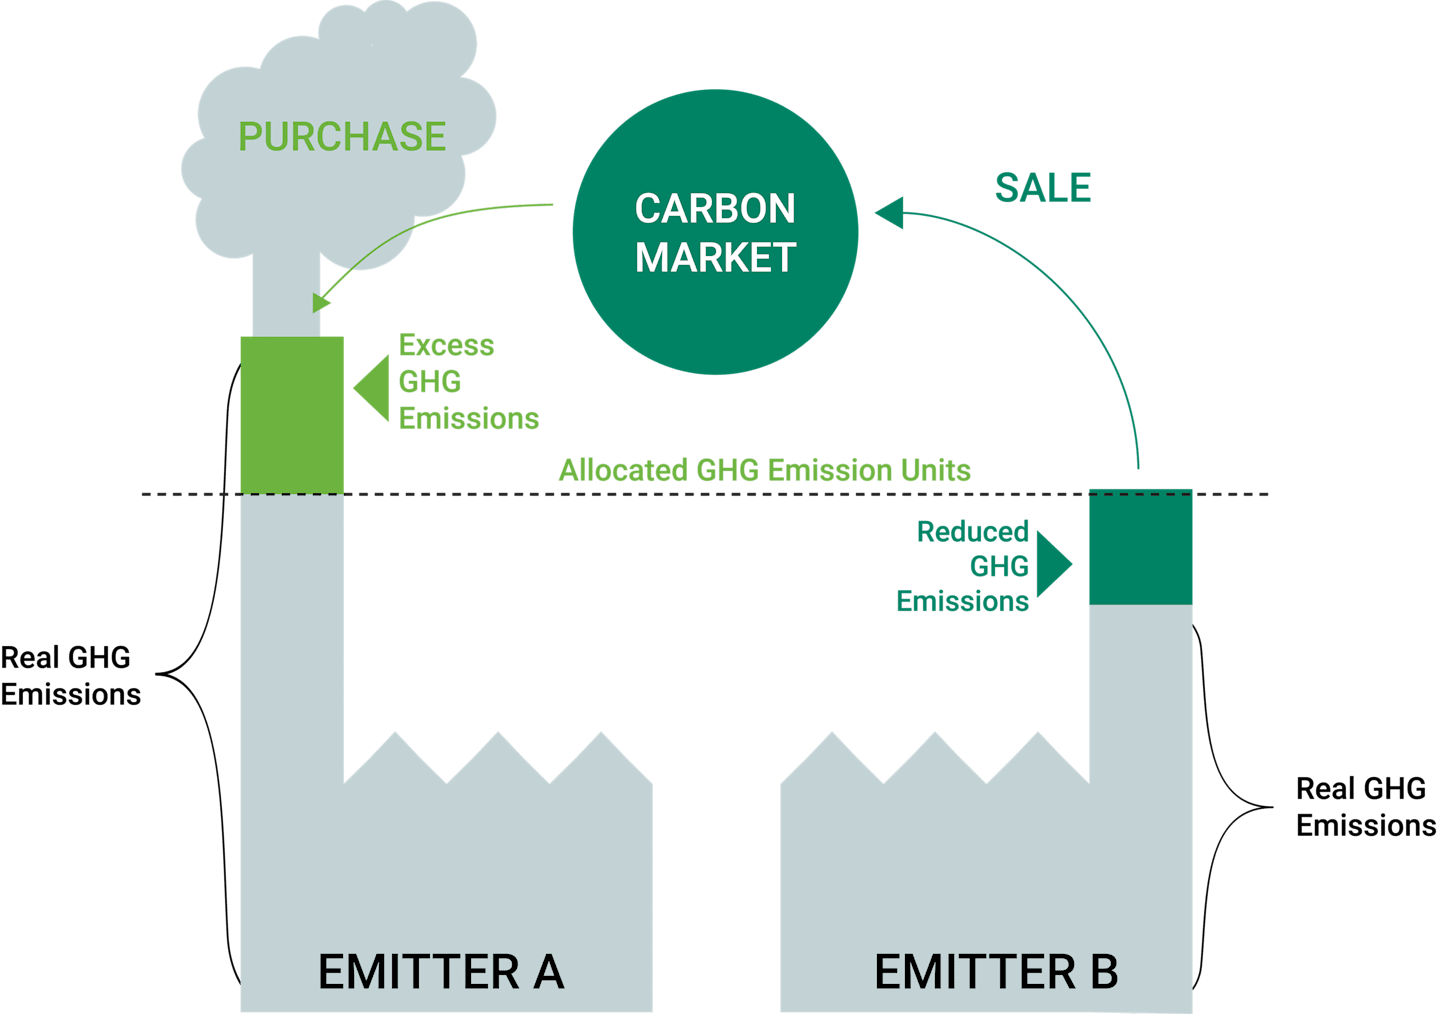 PURCHASE
CARBON
MARKET
SALE
Excess
GHG
Emissions
Allocated GHG Emission Units
Reduced
GHG
Emissions
Real GHG
Emissions
Real GHG
Emissions
EMITTER A
EMITTER B